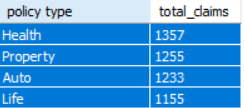 policy type total_claims
Health 1357
Property 1255
Auto 1233
Life 1155